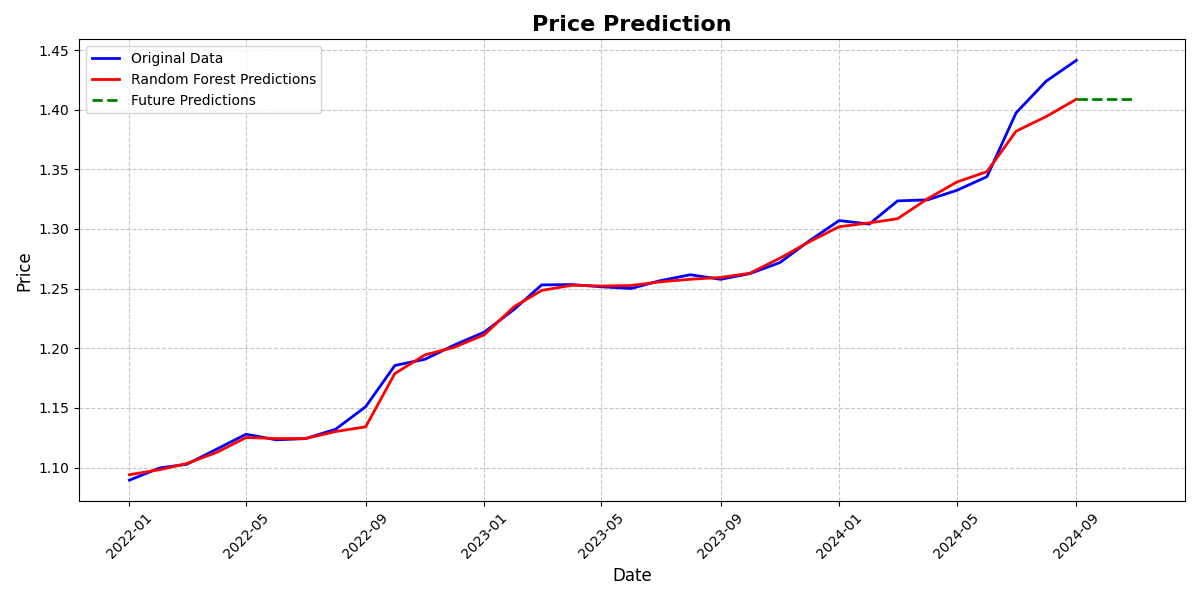 Price Prediction
Original Data
Random Forest Predictions
Future Predictions
Price
1.45
1.40
1.35
1.30
1.25
1.20
1.15
1.10
2022-01
2022-05
2022-09
2023-01
2023-05
2023-09
2024-01
2024-05
2024-09
Date